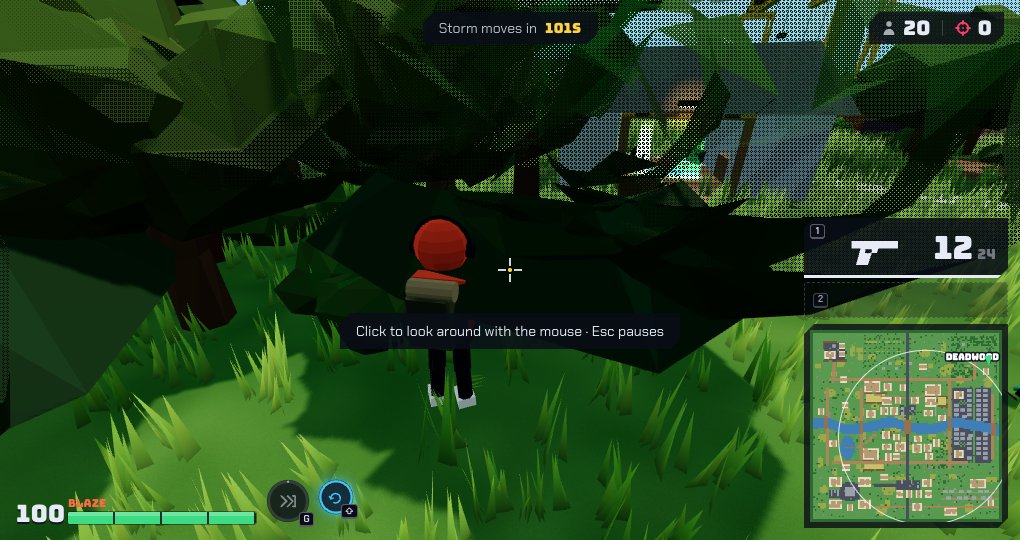 Storm moves in 101S
20 0
1
12 24
2
Click to look around with the mouse · Esc pauses
DEADWOOD
100 BLAZE
G